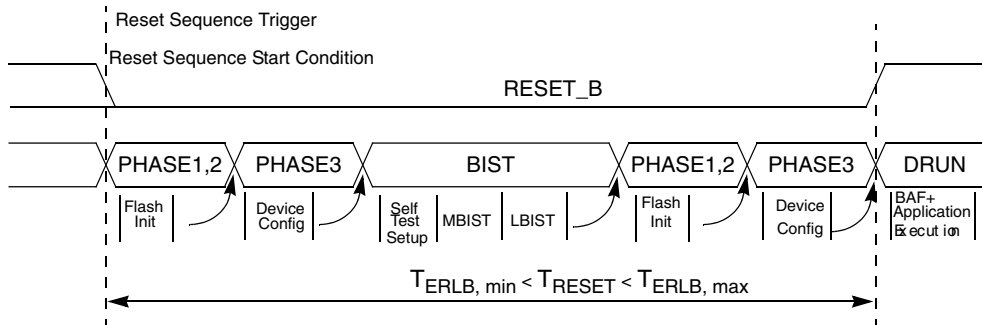 Reset Sequence Trigger
Reset Sequence Start Condition
RESET_B
PHASE1,2 PHASE3 BIST PHASE1,2 PHASE3 DRUN
Flash Init
Device Config
Self Test Setup
MBIST
LBIST
Flash Init
Device Config
BAF+ Application Execution
TERLB, min < TRESET < TERLB, max